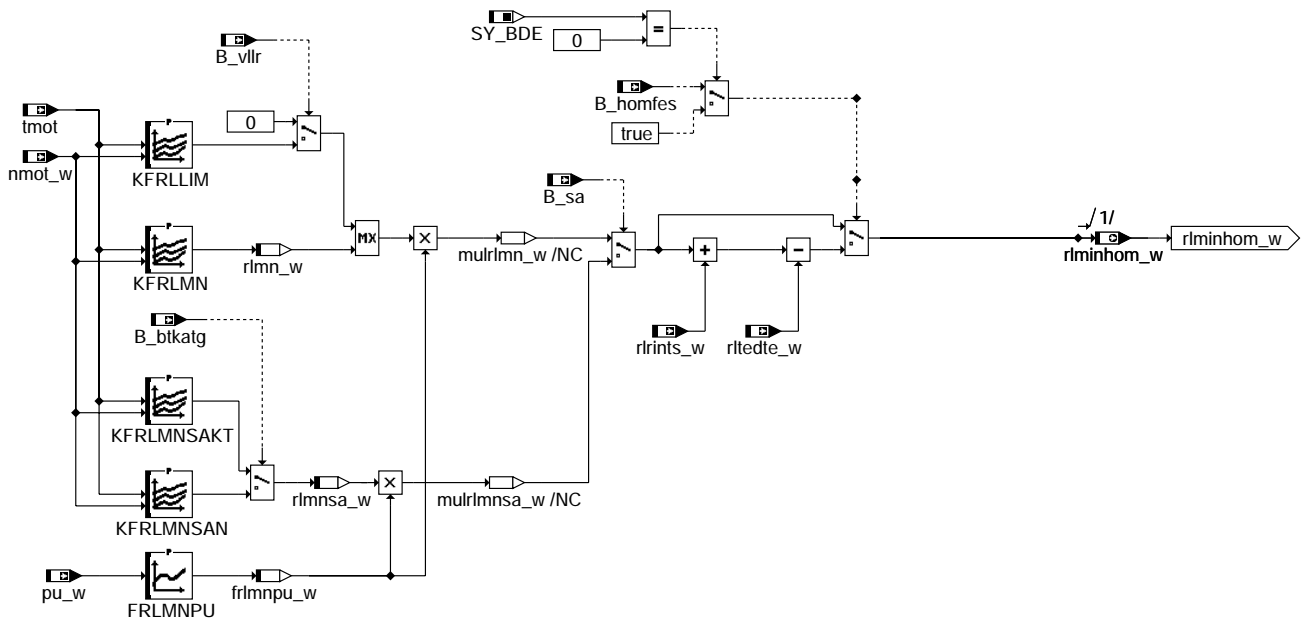 SY_BDE
=
0
B_vllr
B_homfes
tmot
P
0
true
nmot_w
KFRLLIM
B_sa
P
MX
×
1/
rlmn_w
mulrlmn_w /NC
+
−
rlminhom_w
rlminhom_w
KFRLMN
B_btkatg
rlrints_w
rltedte_w
P
KFRLMNSAKT
P
×
rlmnsa_w
mulrlmnsa_w /NC
KFRLMNSAN
P
pu_w
frlmnpu_w
FRLMNPU